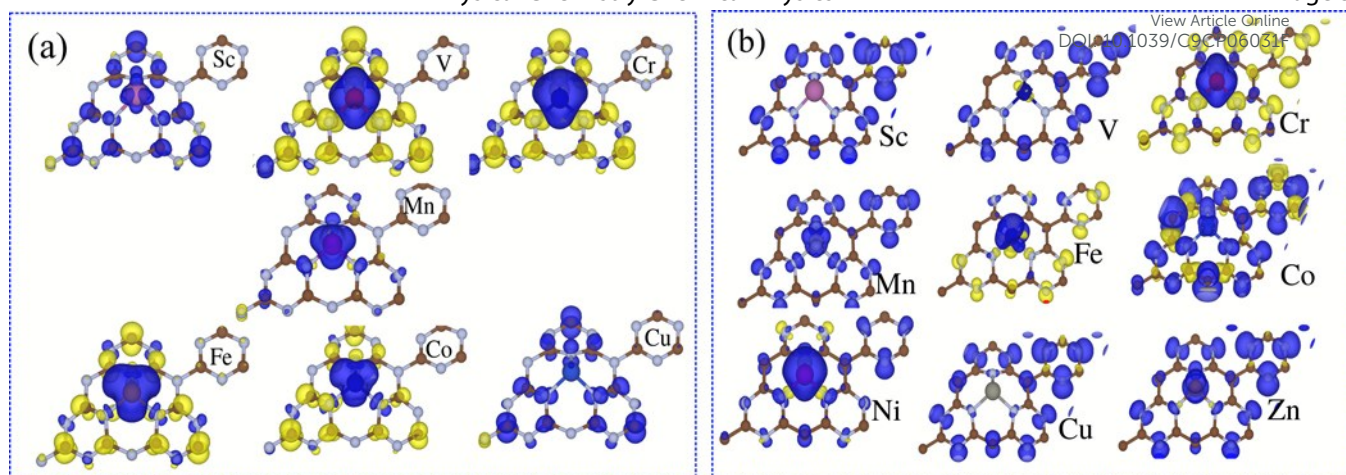 View Article Online
DOI: 10.1039/C9CP06031F
(a)
Sc
V
Cr
Mn
Fe
Co
Cu
(b)
Sc
V
Cr
Mn
Fe
Co
Ni
Cu
Zn